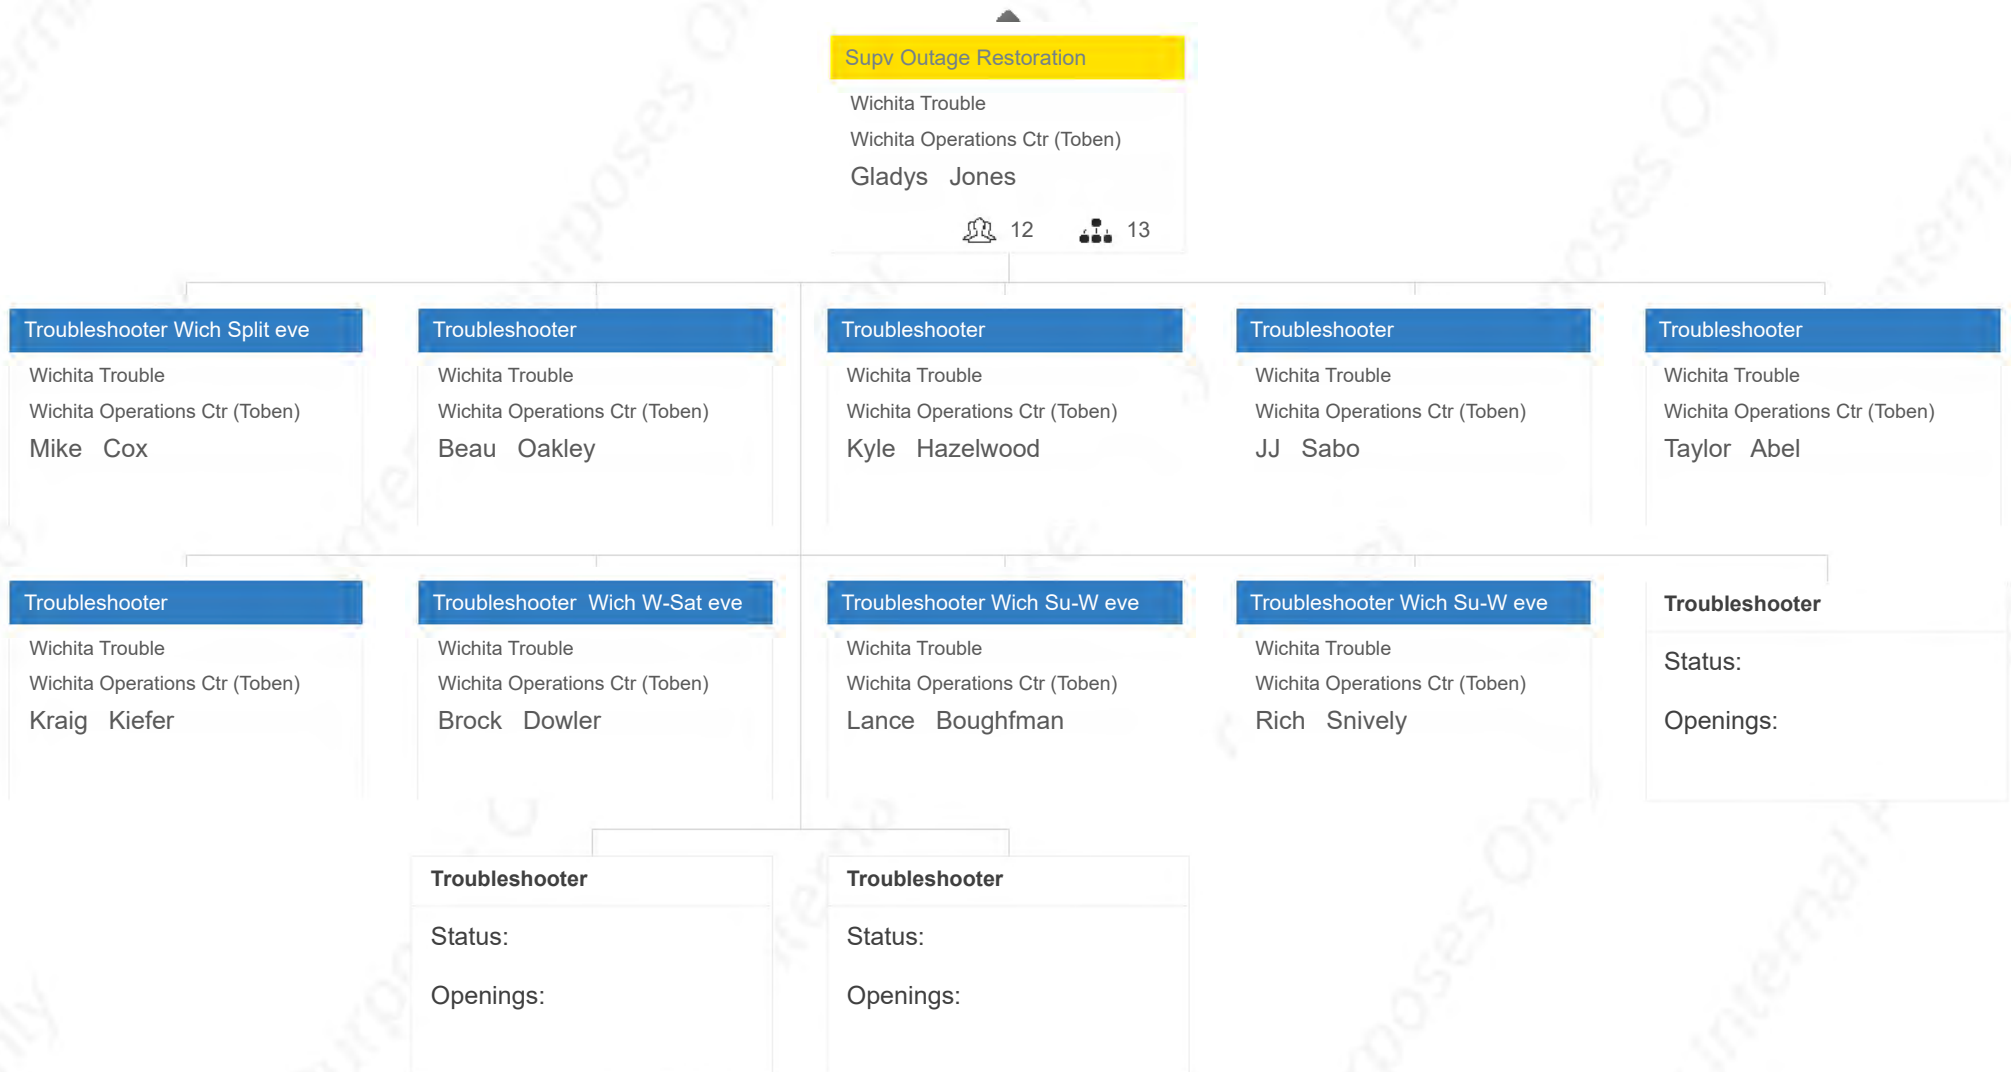 Supv Outage Restoration
Wichita Trouble
Wichita Operations Ctr (Toben)
Gladys Jones
12 13
Troubleshooter Wich Split eve
Wichita Trouble
Wichita Operations Ctr (Toben)
Mike Cox
Troubleshooter
Wichita Trouble
Wichita Operations Ctr (Toben)
Beau Oakley
Troubleshooter
Wichita Trouble
Wichita Operations Ctr (Toben)
Kyle Hazelwood
Troubleshooter
Wichita Trouble
Wichita Operations Ctr (Toben)
JJ Sabo
Troubleshooter
Wichita Trouble
Wichita Operations Ctr (Toben)
Taylor Abel
Troubleshooter
Wichita Trouble
Wichita Operations Ctr (Toben)
Kraig Kiefer
Troubleshooter Wich W-Sat eve
Wichita Trouble
Wichita Operations Ctr (Toben)
Brock Dowler
Troubleshooter Wich Su-W eve
Wichita Trouble
Wichita Operations Ctr (Toben)
Lance Boughfman
Troubleshooter Wich Su-W eve
Wichita Trouble
Wichita Operations Ctr (Toben)
Rich Snively
Troubleshooter
Status:
Openings:
Troubleshooter
Status:
Openings:
Troubleshooter
Status:
Openings: